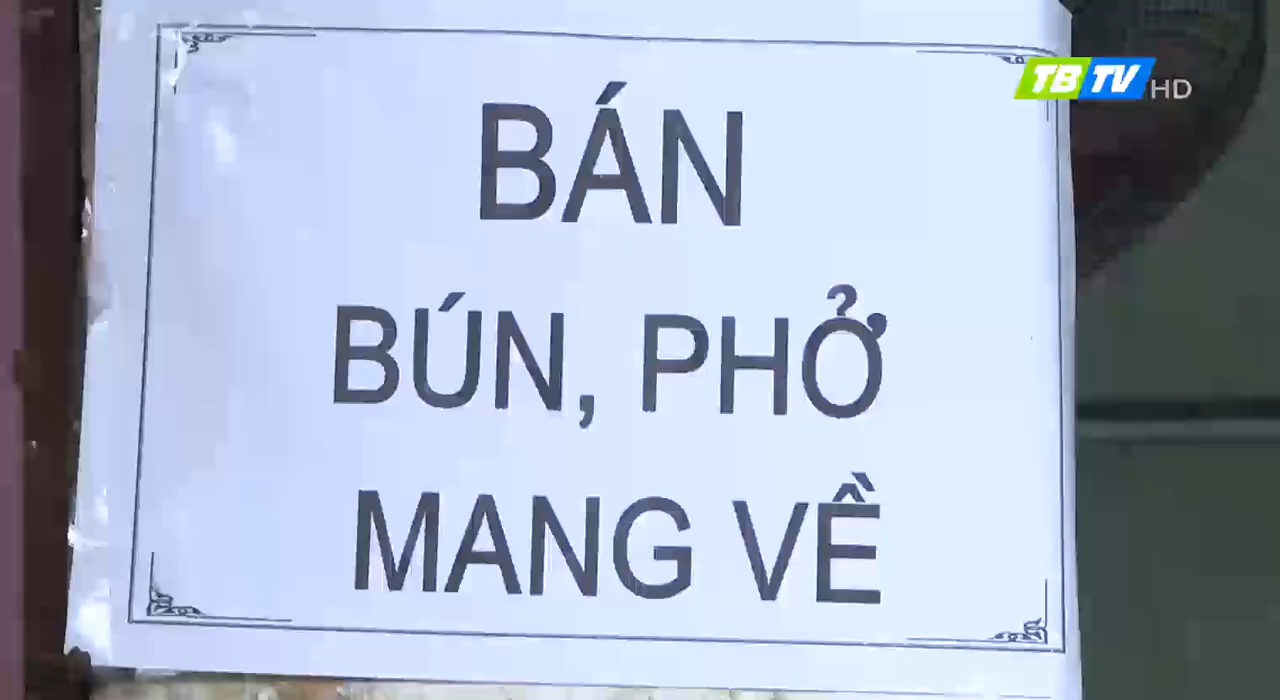 TBTV HD
BÁN
BÚN, PHỞ
MANG VỀ